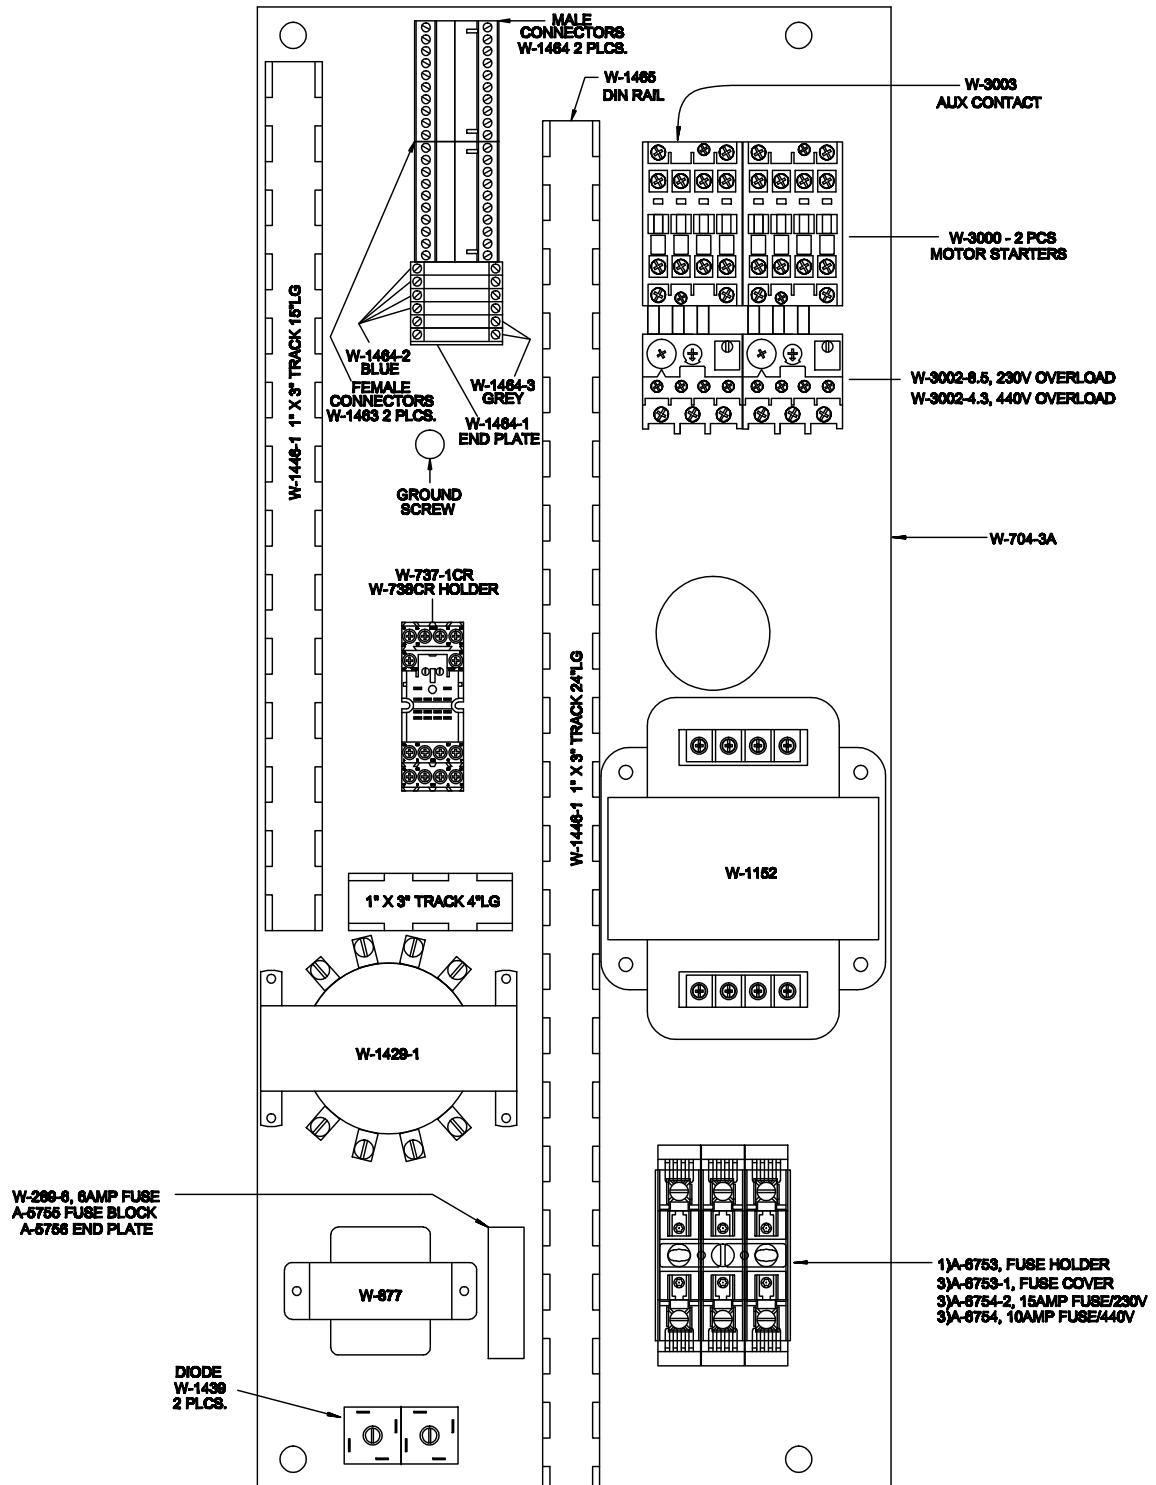 MALE
CONNECTORS
W-1464 2 PLCS.
W-1465
DIN RAIL
W-3003
AUX CONTACT
W-3000 - 2 PCS
MOTOR STARTERS
W-1446-1 1" X 3" TRACK 15"LG
W-1464-2
BLUE
FEMALE
CONNECTORS
W-1463 2 PLCS.
W-1464-3
GREY
W-1464-1
END PLATE
W-3002-6.5, 230V OVERLOAD
W-3002-4.3, 440V OVERLOAD
GROUND
SCREW
W-704-3A
W-737-1CR
W-738CR HOLDER
W-1446-1 1" X 3" TRACK 24"LG
W-1152
1" X 3" TRACK 4"LG
W-1429-1
W-269-6, 6AMP FUSE
A-5755 FUSE BLOCK
A-5756 END PLATE
W-877
1)A-6753, FUSE HOLDER
3)A-6753-1, FUSE COVER
3)A-6754-2, 15AMP FUSE/230V
3)A-6754, 10AMP FUSE/440V
DIODE
W-1439
2 PLCS.